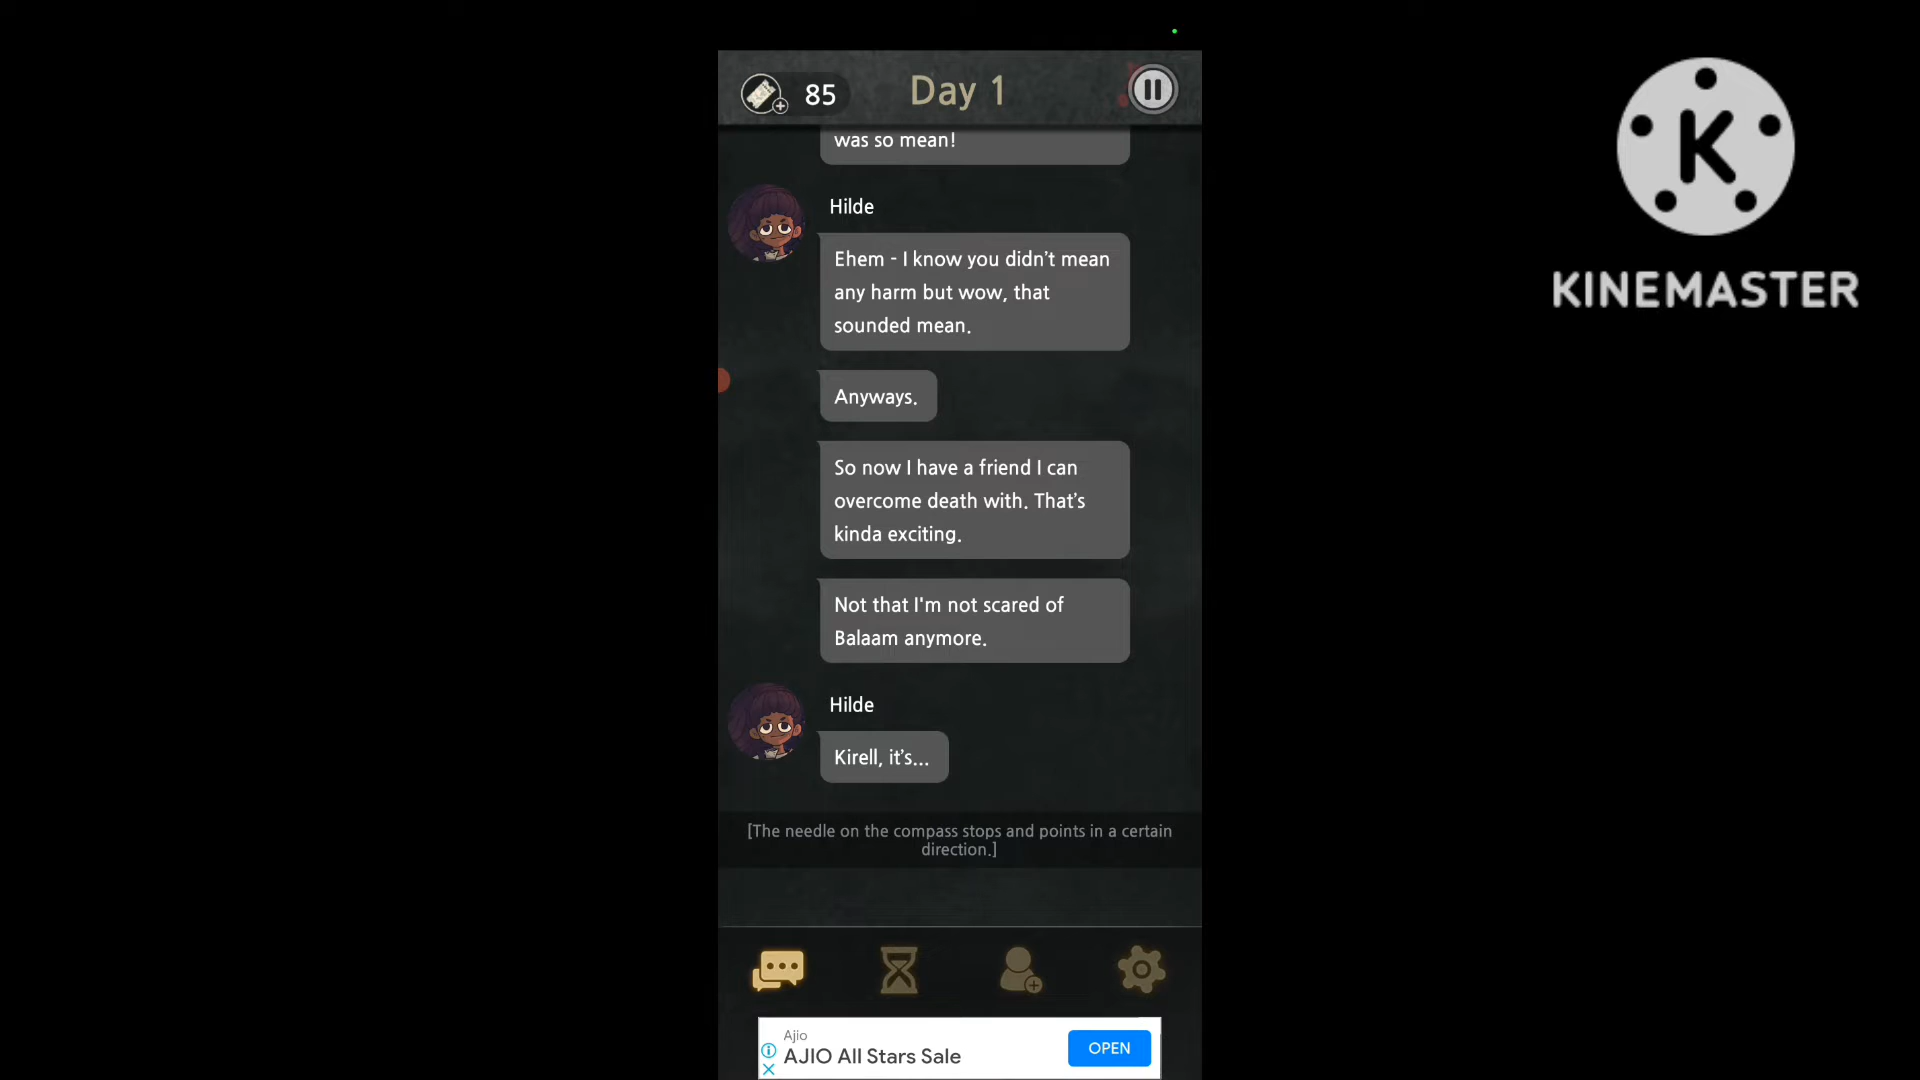 85
Day 1
was so mean!
Hilde
Ehem - I know you didn't mean
any harm but wow, that
sounded mean.
Anyways.
So now I have a friend I can
overcome death with. That's
kinda exciting.
Not that I'm not scared of
Balaam anymore.
Hilde
Kirell, it's...
[The needle on the compass stops and points in a certain
direction.]
Ajio
AJIO All Stars Sale
OPEN
K
KINEMASTER